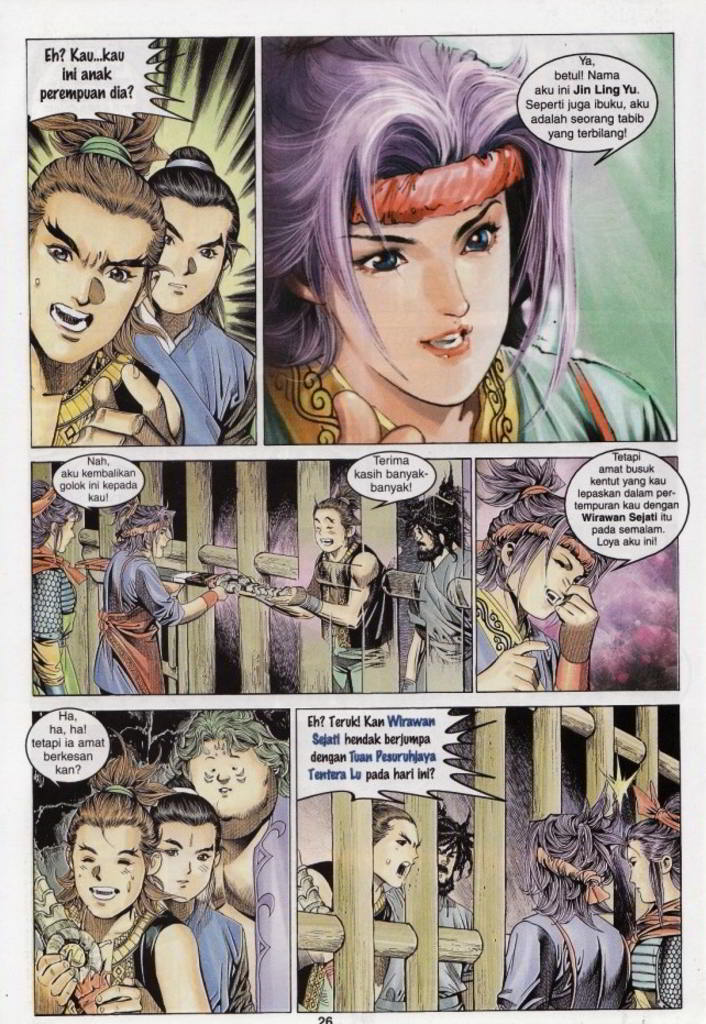 Eh? Kau...kau
ini anak
perempuan dia?
Ya,
betul! Nama
aku ini Jin Ling Yu.
Seperti juga ibuku, aku
adalah seorang tabib
yang terbilang!
Nah,
aku kembalikan
golok ini kepada
kau!
Terima
kasih banyak-
banyak!
Tetapi
amat busuk
kentut yang kau
lepaskan dalam per-
tempuran kau dengan
Wirawan Sejati itu
pada semalam.
Loya aku ini!
Ha,
ha, ha!
tetapi ia amat
berkesan
kan?
Eh? Teruk! Kan Wirawan
Sejati hendak berjumpa
dengan Tuan Pesuruhjaya
Tentera Lu pada hari ini?
26